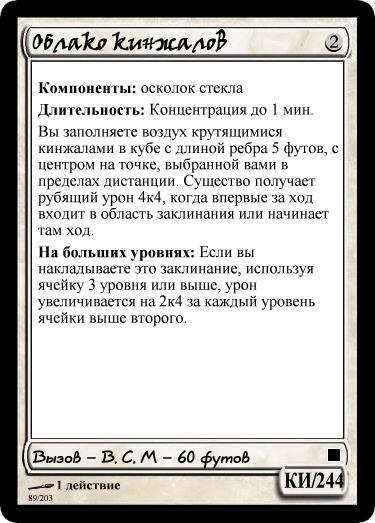 Облако кинжалов 2
Компоненты: осколок стекла
Длительность: Концентрация до 1 мин.
Вы заполняете воздух крутящимися
кинжалами в кубе с длиной ребра 5 футов, с
центром на точке, выбранной вами в
пределах дистанции. Существо получает
рубящий урон 4к4, когда впервые за ход
входит в область заклинания или начинает
там ход.
На больших уровнях: Если вы
накладываете это заклинание, используя
ячейку 3 уровня или выше, урон
увеличивается на 2к4 за каждый уровень
ячейки выше второго.
Вызов – В, С, М – 60 футов
1 действие
КИ/244
89/203